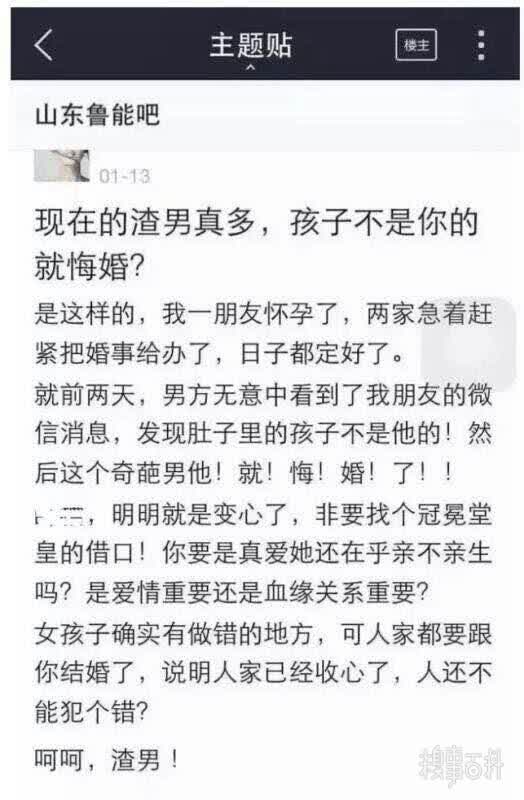 主题贴
楼主
山东鲁能吧
01-13
现在的渣男真多，孩子不是你的
就悔婚？
是这样的，我一朋友怀孕了，两家急着赶
紧把婚事给办了，日子都定好了。
就前两天，男方无意中看到了我朋友的微
信消息，发现肚子里的孩子不是他的！然
后这个奇葩男他！就！悔！婚！了！！
，明明就是变心了，非要找个冠冕堂
皇的借口！你要是真爱她还在乎亲不亲生
吗？是爱情重要还是血缘关系重要？
女孩子确实有做错的地方，可人家都要跟
你结婚了，说明人家已经收心了，人还不
能犯个错？
呵呵，渣男！
搜事百科